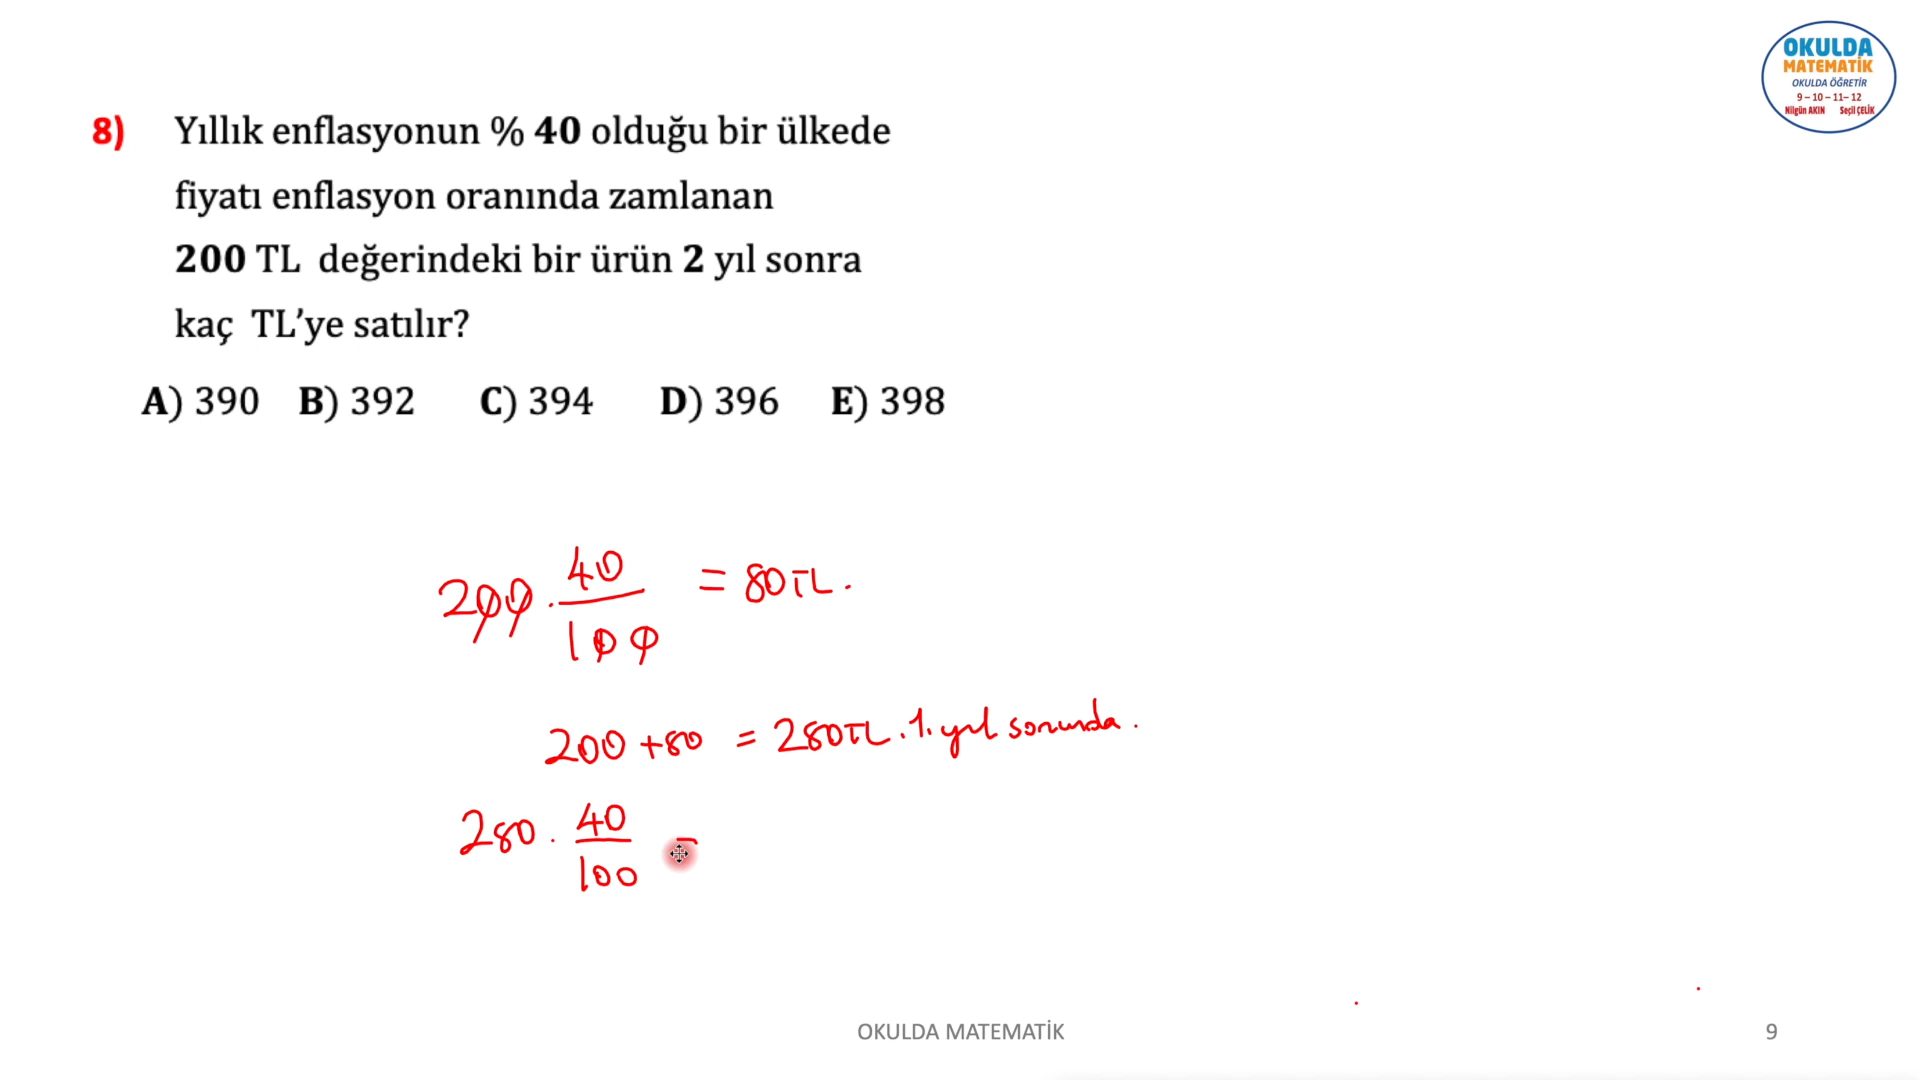 OKULDA
MATEMATİK
OKULDA ÖĞRETİR
9 – 10 – 11– 12
Nilgün AKIN Seçil ÇELİK
8) Yıllık enflasyonun % 40 olduğu bir ülkede
fiyatı enflasyon oranında zamlanan
200 TL değerindeki bir ürün 2 yıl sonra
kaç TL’ye satılır?
A) 390 B) 392 C) 394 D) 396 E) 398
200 . 40/100 = 80TL.
200 + 80 = 280TL. 1. yıl sonunda.
280 . 40/100 =
OKULDA MATEMATİK 9